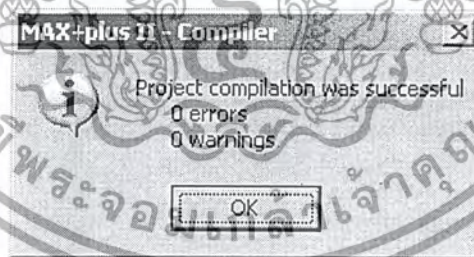 MAX+plus II - Compiler
Project compilation was successful
0 errors
0 warnings
OK